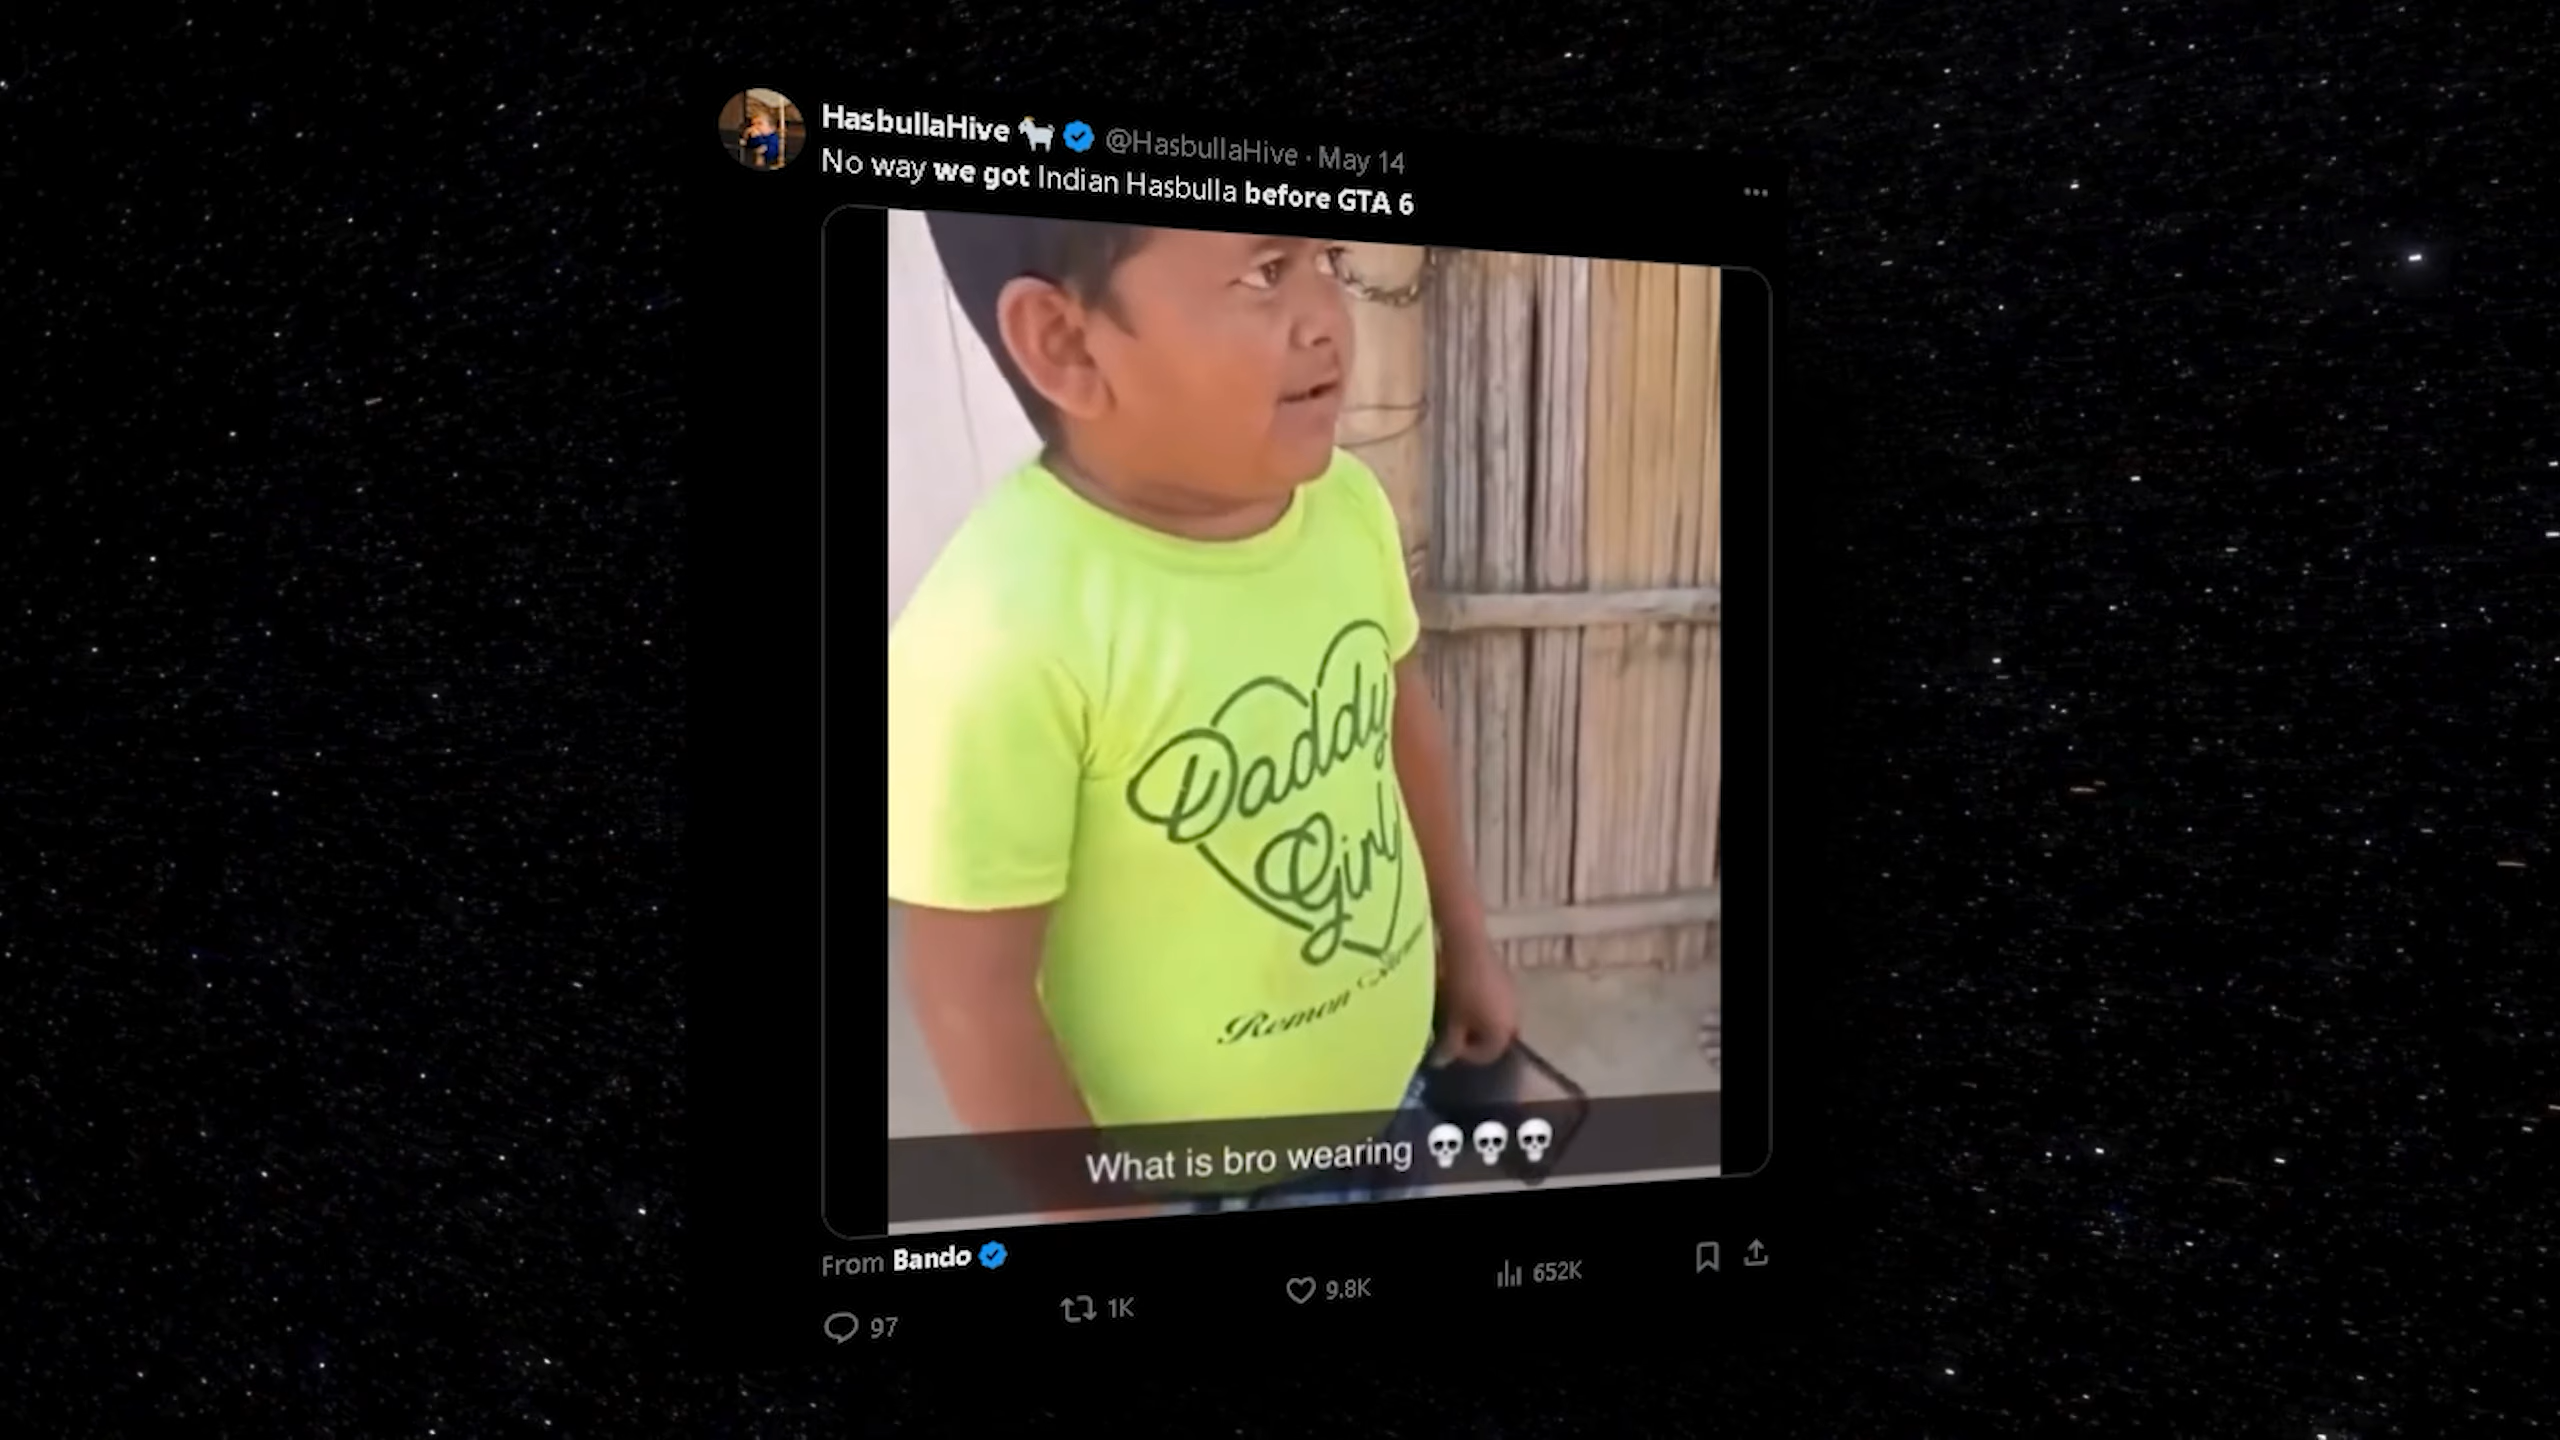 HasbullaHive 🐐 @HasbullaHive · May 14
No way we got Indian Hasbulla before GTA 6
Daddy
Girl
What is bro wearing 💀💀💀
From Bando
97 1K 9.8K 652K